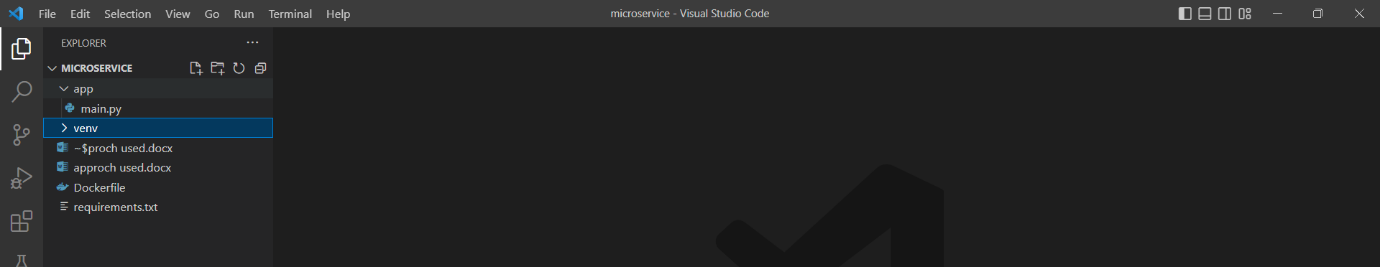 File Edit Selection View Go Run Terminal Help microservice - Visual Studio Code
EXPLORER ...
MICROSERVICE
app
main.py
venv
~$proch used.docx
approch used.docx
Dockerfile
requirements.txt